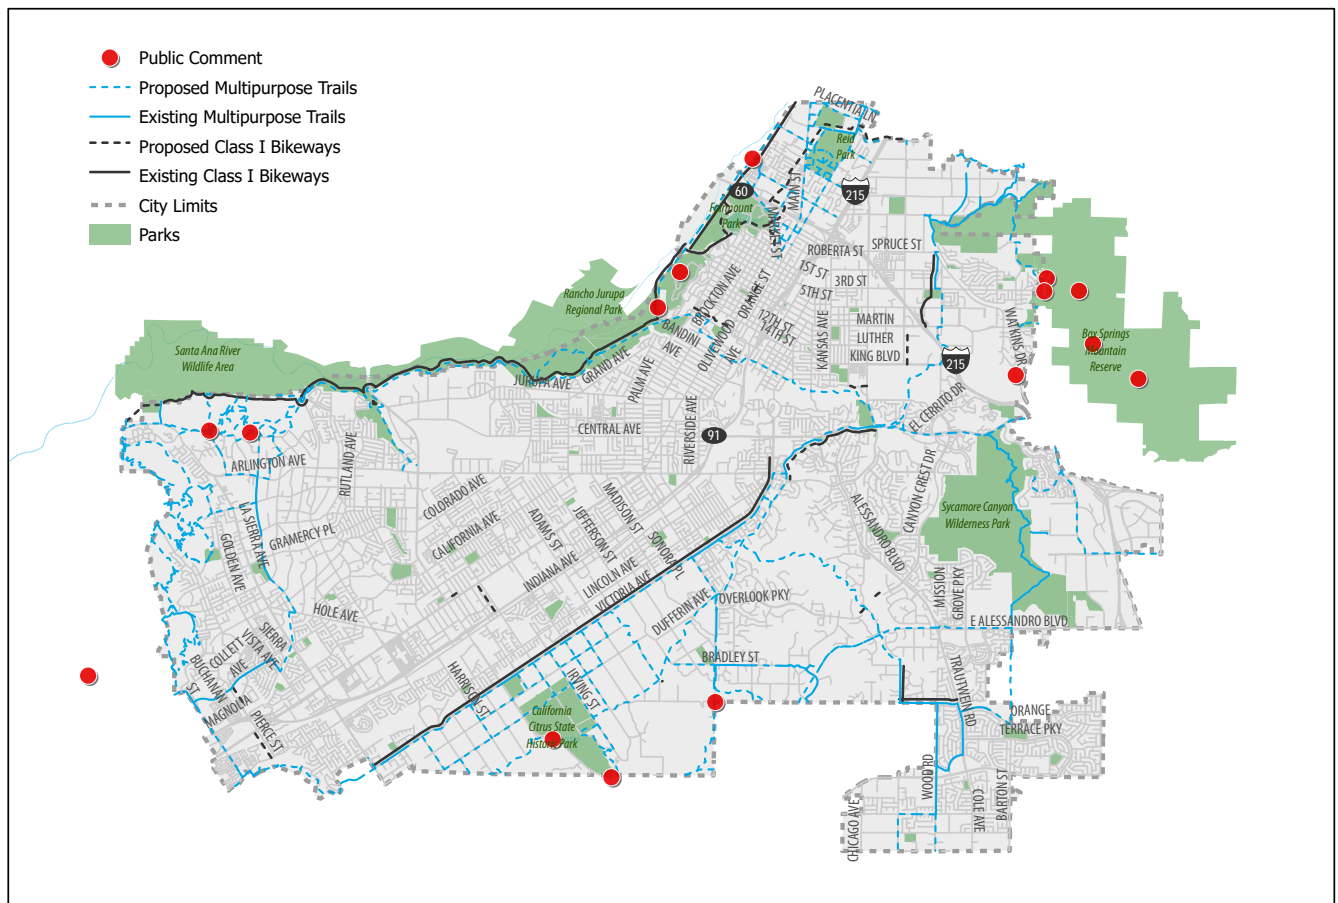 Public Comment
Proposed Multipurpose Trails
Existing Multipurpose Trails
Proposed Class I Bikeways
Existing Class I Bikeways
City Limits
Parks
PLACENTIA LN
Reid
Park
60
215
MAIN ST
MARKET ST
Fairmount
Park
ROBERTA ST
SPRUCE ST
1ST ST
3RD ST
5TH ST
BROCKTON AVE
ORANGE ST
12TH ST
14TH ST
Rancho Jurupa
Regional Park
BANDINI
AVE
OLIVEWOOD
AVE
KANSAS AVE
MARTIN
LUTHER
KING BLVD
WATKINS DR
Box Springs
Mountain
Reserve
215
Santa Ana River
Wildlife Area
JURUPA AVE
GRAND AVE
PALM AVE
EL CERRITO DR
CENTRAL AVE
RIVERSIDE AVE
91
ARLINGTON AVE
RUTLAND AVE
COLORADO AVE
CALIFORNIA AVE
MADISON ST
JEFFERSON ST
ADAMS ST
SONORA PL
ALESSANDRO BLVD
CANYON CREST DR
Sycamore Canyon
Wilderness Park
LA SIERRA AVE
GRAMERCY PL
GOLDEN AVE
INDIANA AVE
LINCOLN AVE
VICTORIA AVE
DUFFERIN AVE
OVERLOOK PKY
MISSION
GROVE PKY
HOLE AVE
E ALESSANDRO BLVD
SIERRA
VISTA AVE
COLLETT
AVE
BUCHANAN
ST
MAGNOLIA
PIERCE ST
HARRISON ST
IRVING ST
BRADLEY ST
California
Citrus State
Historic Park
TRAUTWEIN RD
ORANGE
TERRACE PKY
WOOD RD
COLE AVE
BARTON ST
CHICAGO AVE